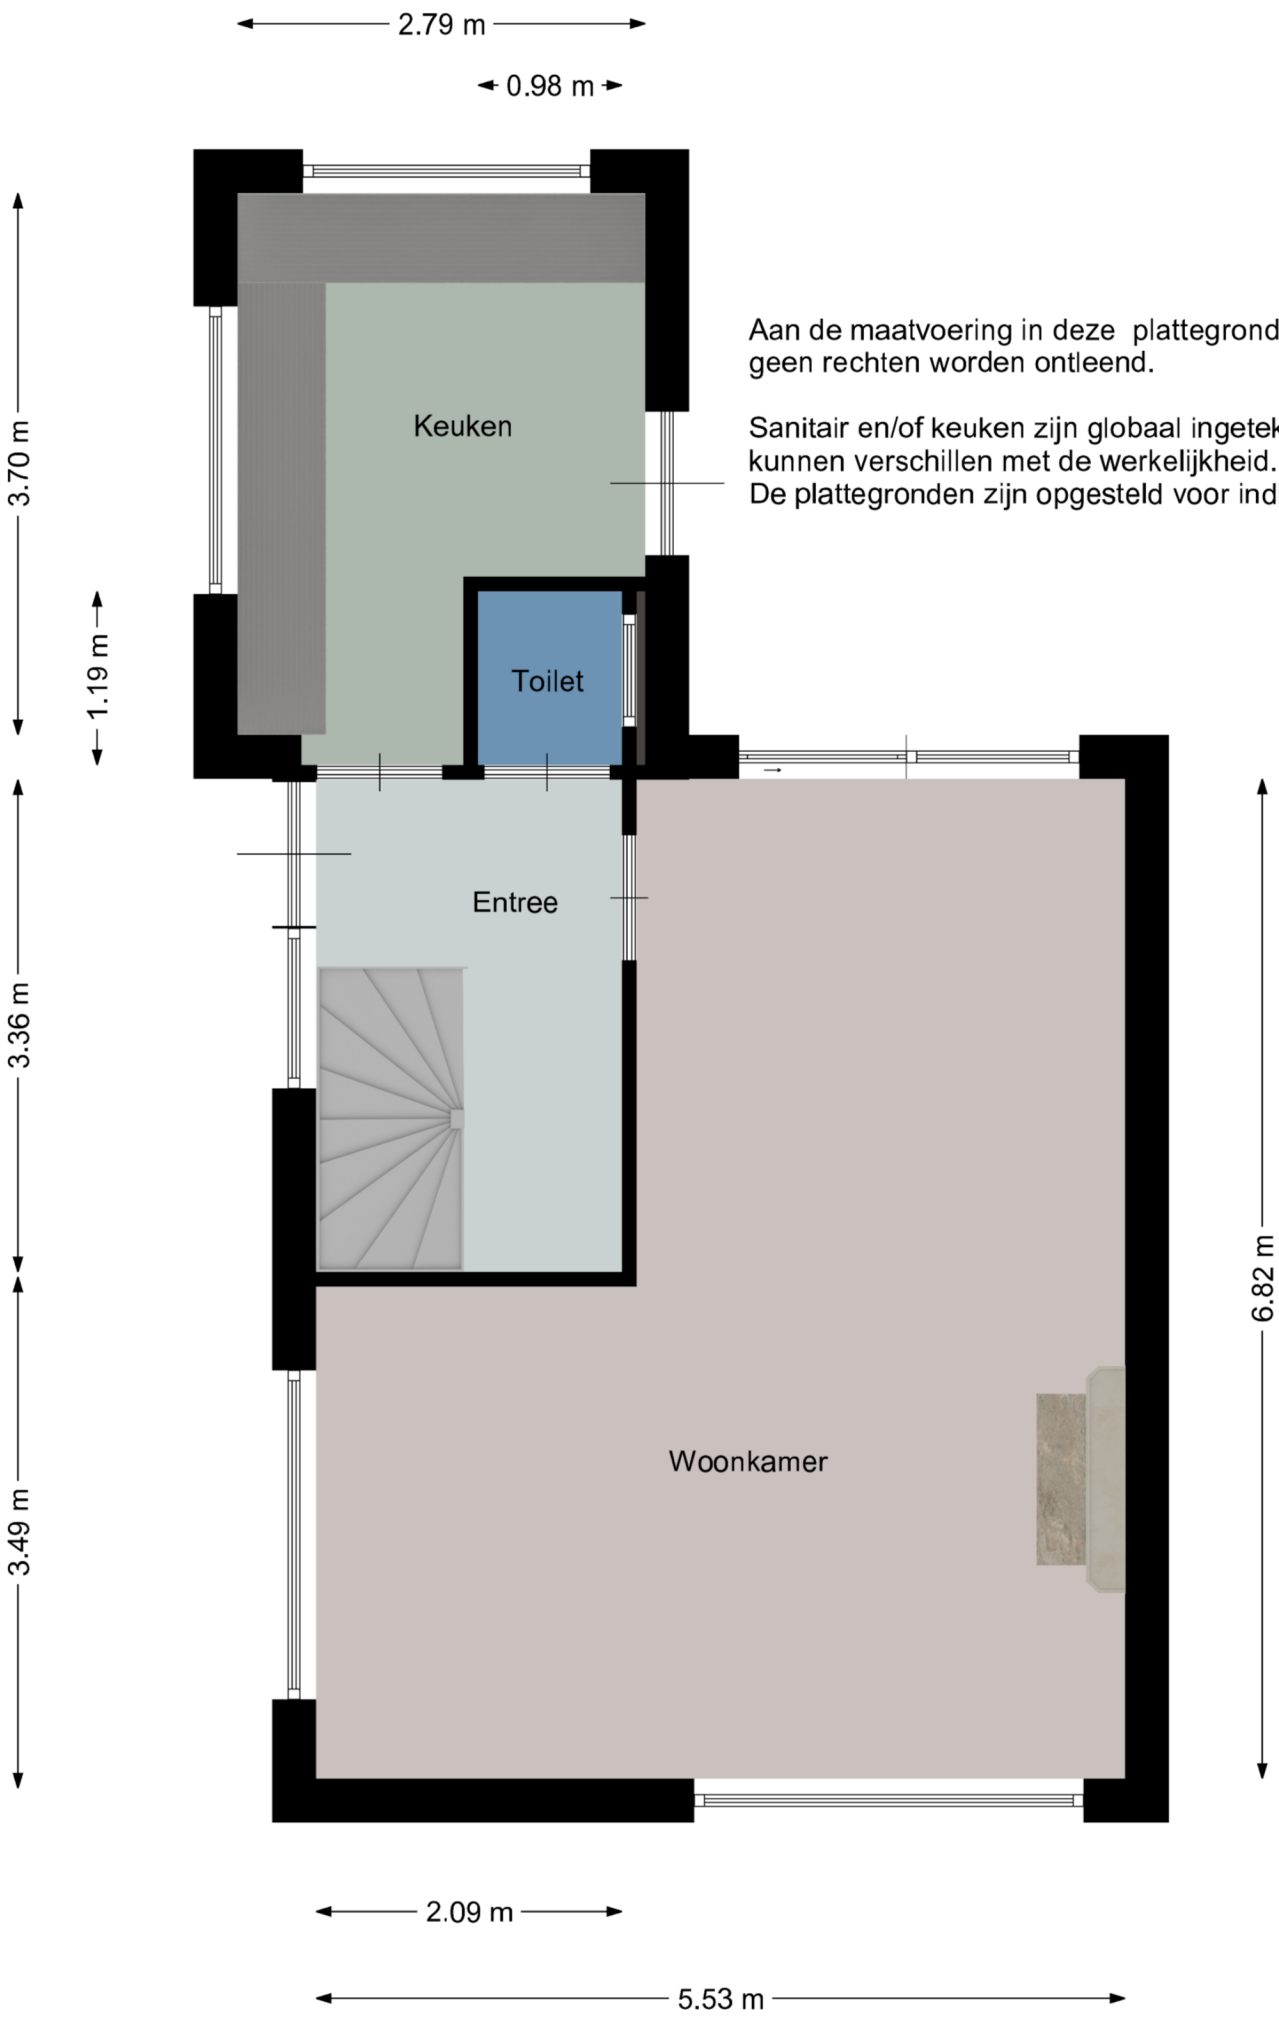 2.79 m
0.98 m
Aan de maatvoering in deze plattegrond
geen rechten worden ontleend.
Keuken
Sanitair en/of keuken zijn globaal
kunnen verschillen met de werkelijkheid.
De plattegronden zijn opgesteld voor
3.70 m
1.19 m
Toilet
Entree
3.36 m
6.82 m
Woonkamer
3.49 m
2.09 m
5.53 m